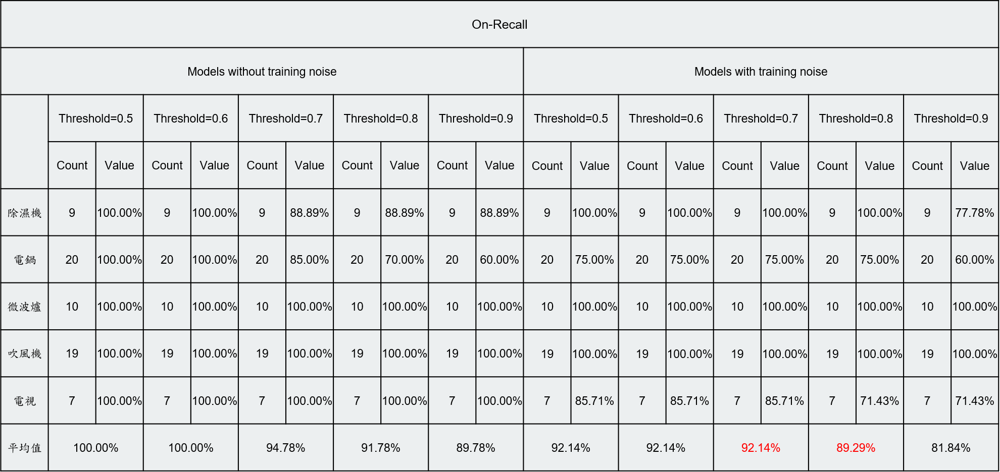 On-Recall
Models without training noise Models with training noise
Threshold=0.5 Threshold=0.6 Threshold=0.7 Threshold=0.8 Threshold=0.9 Threshold=0.5 Threshold=0.6 Threshold=0.7 Threshold=0.8 Threshold=0.9
Count Value Count Value Count Value Count Value Count Value Count Value Count Value Count Value Count Value Count Value
除濕機 9 100.00% 9 100.00% 9 88.89% 9 88.89% 9 88.89% 9 100.00% 9 100.00% 9 100.00% 9 100.00% 9 77.78%
電鍋 20 100.00% 20 100.00% 20 85.00% 20 70.00% 20 60.00% 20 75.00% 20 75.00% 20 75.00% 20 75.00% 20 60.00%
微波爐 10 100.00% 10 100.00% 10 100.00% 10 100.00% 10 100.00% 10 100.00% 10 100.00% 10 100.00% 10 100.00% 10 100.00%
吹風機 19 100.00% 19 100.00% 19 100.00% 19 100.00% 19 100.00% 19 100.00% 19 100.00% 19 100.00% 19 100.00% 19 100.00%
電視 7 100.00% 7 100.00% 7 100.00% 7 100.00% 7 100.00% 7 85.71% 7 85.71% 7 85.71% 7 71.43% 7 71.43%
平均值 100.00% 100.00% 94.78% 91.78% 89.78% 92.14% 92.14% 92.14% 89.29% 81.84%